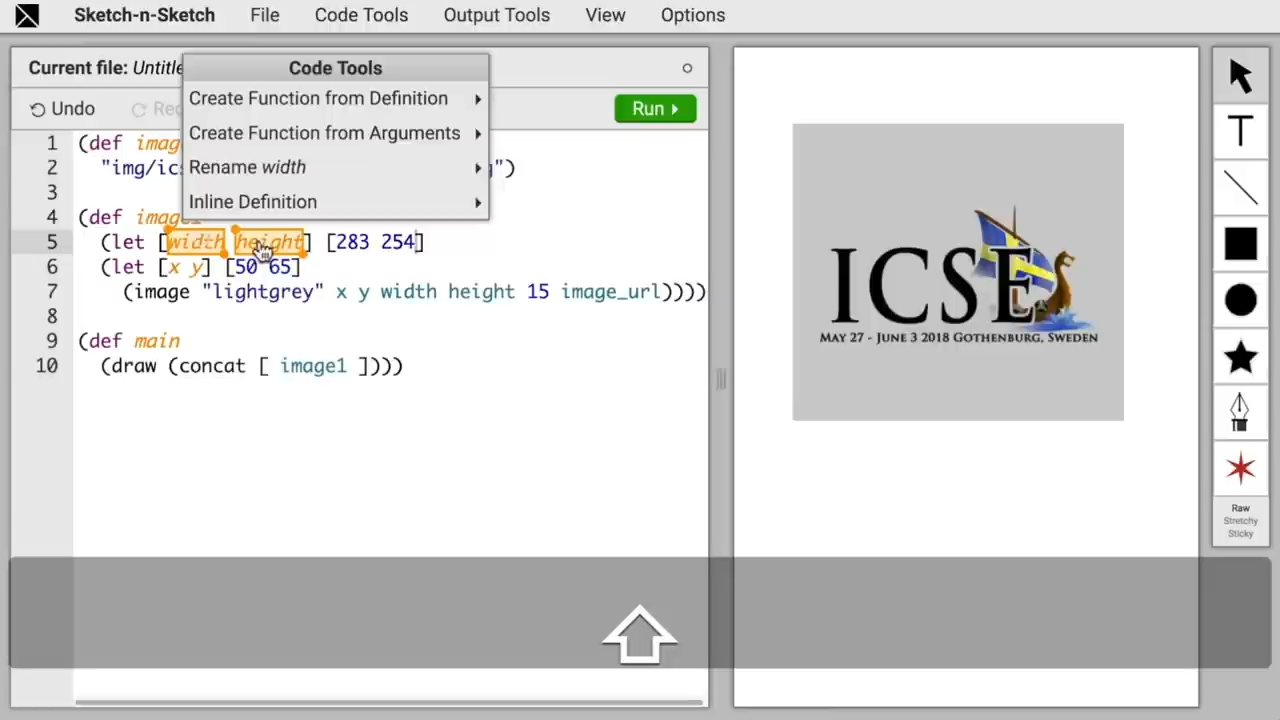 Sketch-n-Sketch File Code Tools Output Tools View Options
Current file: Untitle
Code Tools
Undo
Create Function from Definition
Create Function from Arguments
Rename width
Inline Definition
Run
1 (def imag
2 "img/ics g")
3
4 (def image1
5 (let [width height] [283 254]
6 (let [x y] [50 65]
7 (image "lightgrey" x y width height 15 image_url))))
8
9 (def main
10 (draw (concat [ image1 ])))
ICSE
May 27 - June 3 2018 Gothenburg, Sweden
T
Raw
Stretchy
Sticky